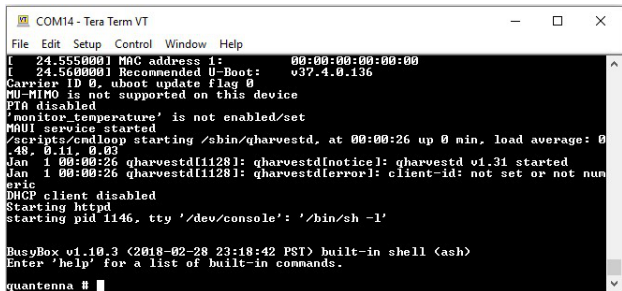 COM14 - Tera Term VT
File Edit Setup Control Window Help
[   24.555000] MAC address 1:          00:00:00:00:00:00
[   24.560000] Recommended U-Boot:     v37.4.0.136
Carrier ID 0, uboot update flag 0
MU-MIMO is not supported on this device
PTA disabled
'monitor_temperature' is not enabled/set
MAUI service started
/scripts/cmdloop starting /sbin/qharvestd, at 00:00:26 up 0 min, load average: 0
.48, 0.11, 0.03
Jan  1 00:00:26 qharvestd[1128]: qharvestd[notice]: qharvestd v1.31 started
Jan  1 00:00:26 qharvestd[1128]: qharvestd[error]: client-id: not set or not num
eric
DHCP client disabled
Starting httpd
starting pid 1146, tty '/dev/console': '/bin/sh -l'
BusyBox v1.10.3 (2018-02-28 23:18:42 PST) built-in shell (ash)
Enter 'help' for a list of built-in commands.
quantenna #